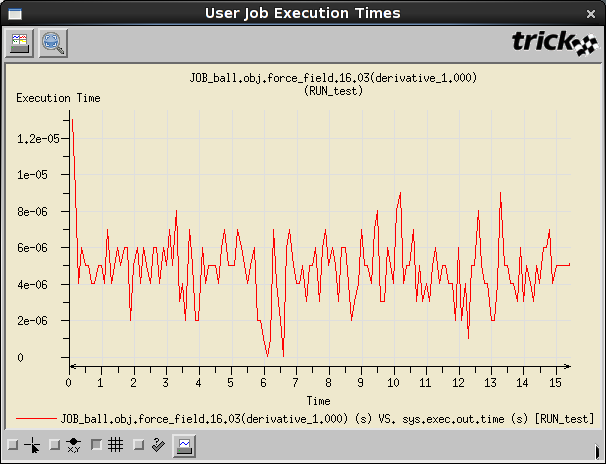 User Job Execution Times
trick
JOB_ball.obj.force_field.16.03(derivative_1.000)
(RUN_test)
Execution Time
1.2e-05
1e-05
8e-06
6e-06
4e-06
2e-06
0
0 1 2 3 4 5 6 7 8 9 10 11 12 13 14 15
Time
JOB_ball.obj.force_field.16.03(derivative_1.000) (s) VS. sys.exec.out.time (s) [RUN_test]
X,Y